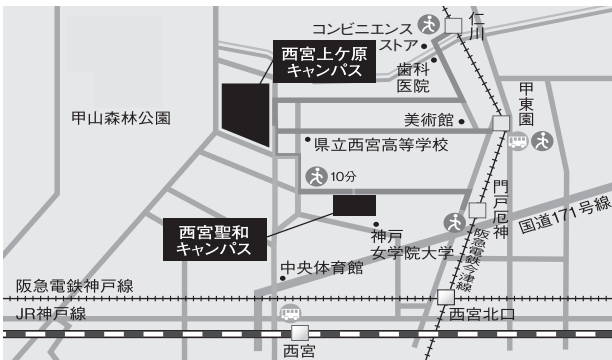 コンビニエンス
ストア
仁川
西宮上ケ原
キャンパス
歯科
医院
甲東園
甲山森林公園
美術館
県立西宮高等学校
10分
門戸厄神
西宮聖和
キャンパス
国道171号線
神戸
女学院大学
阪急電鉄今津線
中央体育館
阪急電鉄神戸線
JR神戸線
西宮北口
西宮